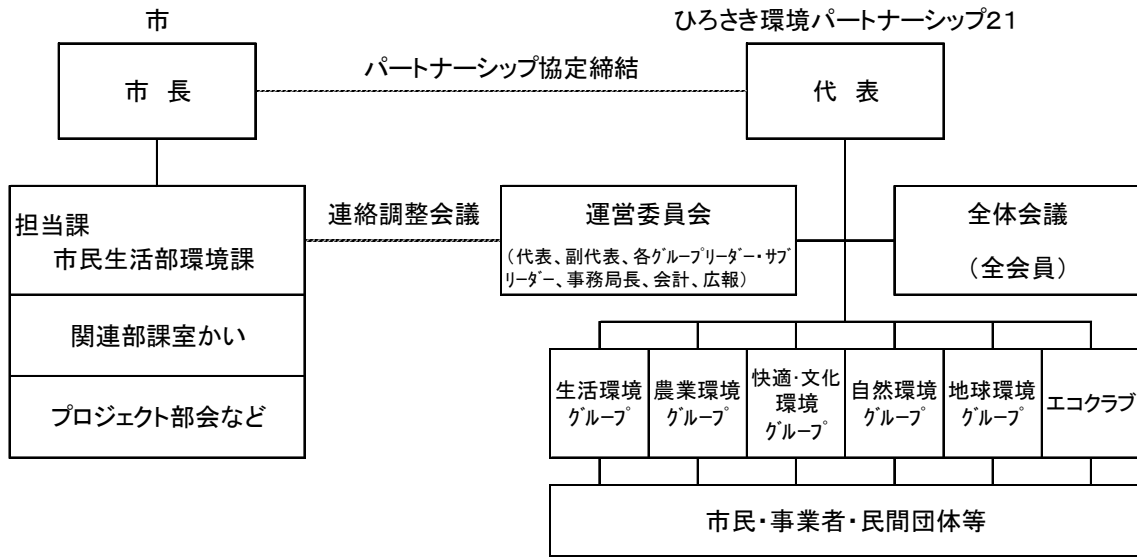 市
ひろさき環境パートナーシップ21
市 長
パートナーシップ協定締結
代 表
担当課
市民生活部環境課
連絡調整会議
運営委員会
（代表、副代表、各ｸﾞﾙｰﾌﾟﾘｰﾀﾞｰ・ｻﾌﾞ
ﾘｰﾀﾞｰ、事務局長、会計、広報）
全体会議
（全会員）
関連部課室かい
プロジェクト部会など
生活環境
ｸﾞﾙｰﾌﾟ
農業環境
ｸﾞﾙｰﾌﾟ
快適・文化
環境
ｸﾞﾙｰﾌﾟ
自然環境
ｸﾞﾙｰﾌﾟ
地球環境
ｸﾞﾙｰﾌﾟ
エコクラブ
市民・事業者・民間団体等